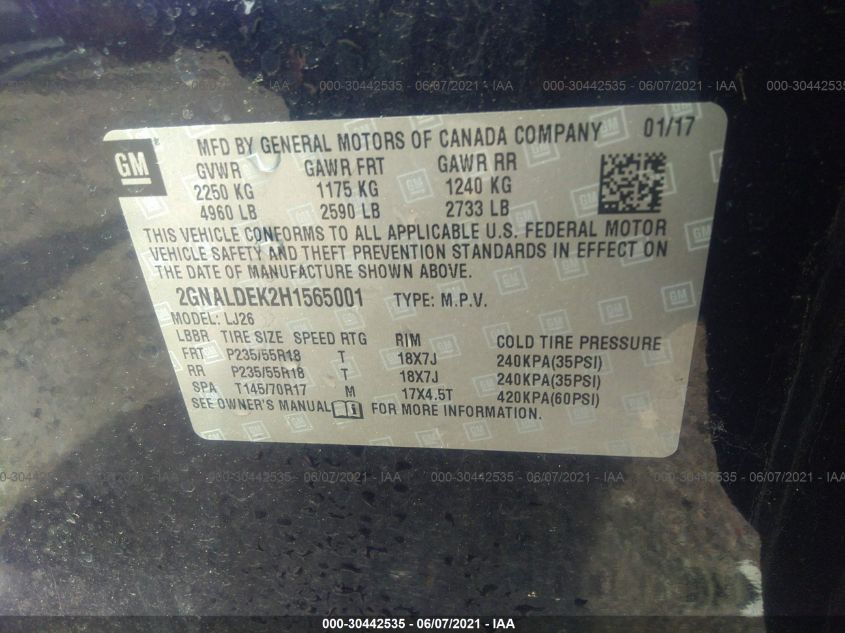 000-30442535 - 06/07/2021 - IAA
000-30442535 - 06/07/2021 - IAA
000-30442535 - 06/07/2021 - IAA
GM
MFD BY GENERAL MOTORS OF CANADA COMPANY 01/17
GVWR GAWR FRT GAWR RR
2250 KG 1175 KG 1240 KG
4960 LB 2590 LB 2733 LB
THIS VEHICLE CONFORMS TO ALL APPLICABLE U.S. FEDERAL MOTOR
VEHICLE SAFETY AND THEFT PREVENTION STANDARDS IN EFFECT ON
THE DATE OF MANUFACTURE SHOWN ABOVE.
2GNALDEK2H1565001 TYPE: M.P.V.
MODEL: LJ26
LBBR TIRE SIZE SPEED RTG RIM COLD TIRE PRESSURE
FRT P235/55R18 T 18X7J 240KPA(35PSI)
RR P235/55R18 T 18X7J 240KPA(35PSI)
SPA T145/70R17 M 17X4.5T 420KPA(60PSI)
SEE OWNER'S MANUAL FOR MORE INFORMATION.
000-30442535 - 06/07/2021 - IAA
000-30442535 - 06/07/2021 - IAA
000-30442535 - 06/07/2021 - IAA
#000-30442535 - 06/07/2021 - IAA